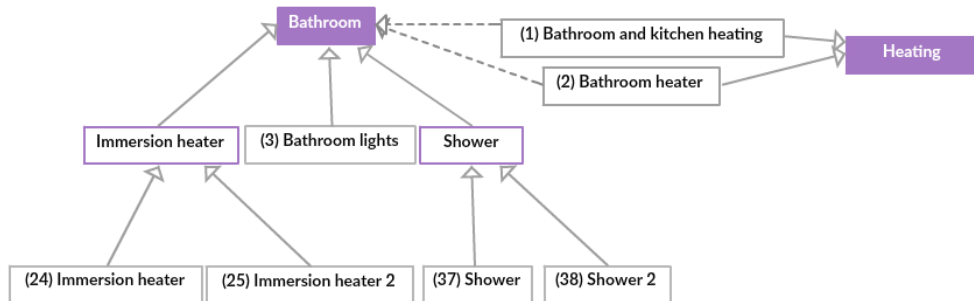 Bathroom
(1) Bathroom and kitchen heating
Heating
(2) Bathroom heater
Immersion heater
(3) Bathroom lights
Shower
(24) Immersion heater
(25) Immersion heater 2
(37) Shower
(38) Shower 2